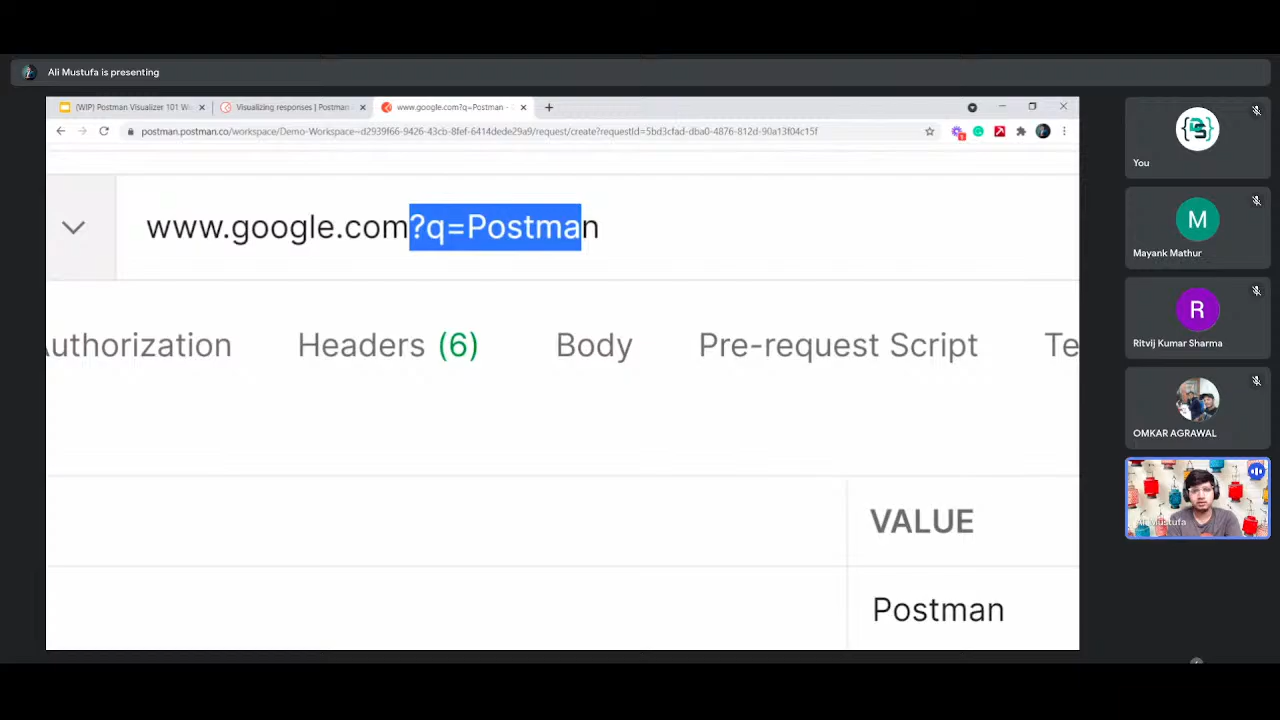 Ali Mustufa is presenting
(WIP) Postman Visualizer 101 W
Visualizing responses | Postman
www.google.com?q=Postman -
postman.postman.co/workspace/Demo-Workspace~d2939f66-9426-43cb-8fef-6414dede29a9/request/create?requestId=5bd3cfad-dba0-4876-812d-90a13f04c15f
www.google.com?q=Postman
uthorization
Headers (6)
Body
Pre-request Script
Te
VALUE
Postman
You
M
Mayank Mathur
R
Ritvij Kumar Sharma
OMKAR AGRAWAL
Ali Mustufa